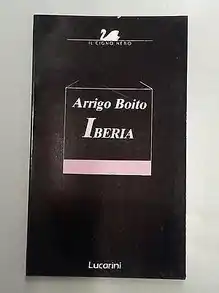 IL CIGNO NERO
Arrigo Boito
IBERIA
Lucarini